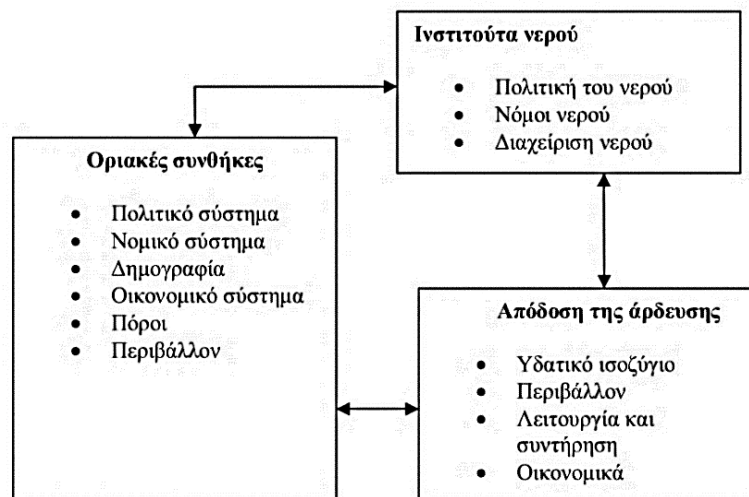 Ινστιτούτα νερού
• Πολιτική του νερού
• Νόμοι νερού
• Διαχείριση νερού
Οριακές συνθήκες
• Πολιτικό σύστημα
• Νομικό σύστημα
• Δημογραφία
• Οικονομικό σύστημα
• Πόροι
• Περιβάλλον
Απόδοση της άρδευσης
• Υδατικό ισοζύγιο
• Περιβάλλον
• Λειτουργία και
συντήρηση
• Οικονομικά